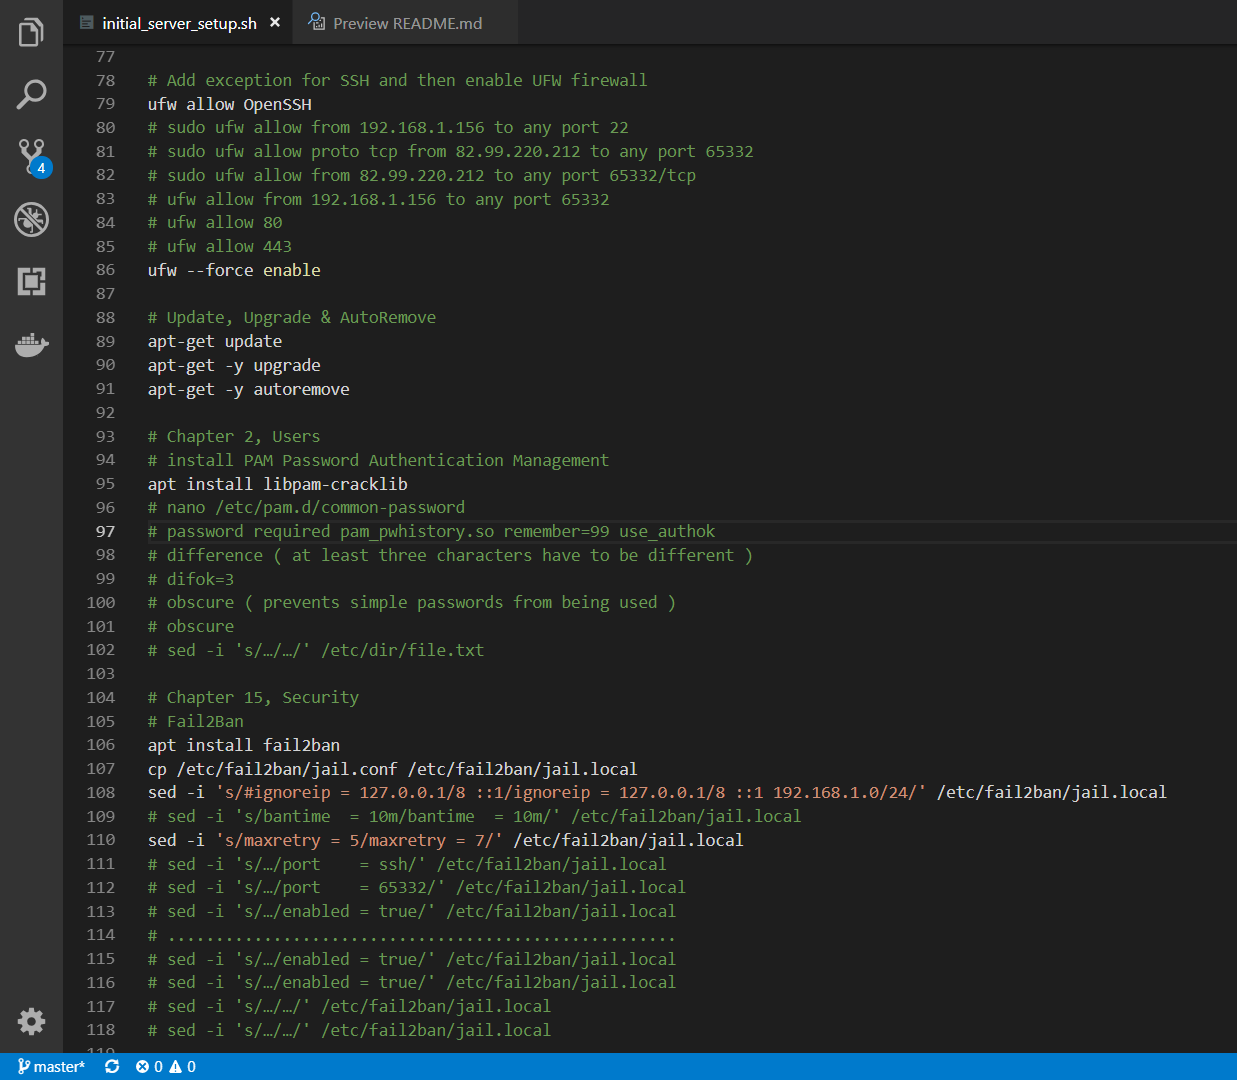 initial_server_setup.sh × Preview README.md
77
78 # Add exception for SSH and then enable UFW firewall
79 ufw allow OpenSSH
80 # sudo ufw allow from 192.168.1.156 to any port 22
81 # sudo ufw allow proto tcp from 82.99.220.212 to any port 65332
82 # sudo ufw allow from 82.99.220.212 to any port 65332/tcp
83 # ufw allow from 192.168.1.156 to any port 65332
84 # ufw allow 80
85 # ufw allow 443
86 ufw --force enable
87
88 # Update, Upgrade & AutoRemove
89 apt-get update
90 apt-get -y upgrade
91 apt-get -y autoremove
92
93 # Chapter 2, Users
94 # install PAM Password Authentication Management
95 apt install libpam-cracklib
96 # nano /etc/pam.d/common-password
97 # password required pam_pwhistory.so remember=99 use_authok
98 # difference ( at least three characters have to be different )
99 # difok=3
100 # obscure ( prevents simple passwords from being used )
101 # obscure
102 # sed -i 's/…/…/' /etc/dir/file.txt
103
104 # Chapter 15, Security
105 # Fail2Ban
106 apt install fail2ban
107 cp /etc/fail2ban/jail.conf /etc/fail2ban/jail.local
108 sed -i 's/#ignoreip = 127.0.0.1/8 ::1/ignoreip = 127.0.0.1/8 ::1 192.168.1.0/24/' /etc/fail2ban/jail.local
109 # sed -i 's/bantime  = 10m/bantime  = 10m/' /etc/fail2ban/jail.local
110 sed -i 's/maxretry = 5/maxretry = 7/' /etc/fail2ban/jail.local
111 # sed -i 's/…/port    = ssh/' /etc/fail2ban/jail.local
112 # sed -i 's/…/port    = 65332/' /etc/fail2ban/jail.local
113 # sed -i 's/…/enabled = true/' /etc/fail2ban/jail.local
114 # .....................................................
115 # sed -i 's/…/enabled = true/' /etc/fail2ban/jail.local
116 # sed -i 's/…/enabled = true/' /etc/fail2ban/jail.local
117 # sed -i 's/…/…/' /etc/fail2ban/jail.local
118 # sed -i 's/…/…/' /etc/fail2ban/jail.local
119
4
master* 0 0